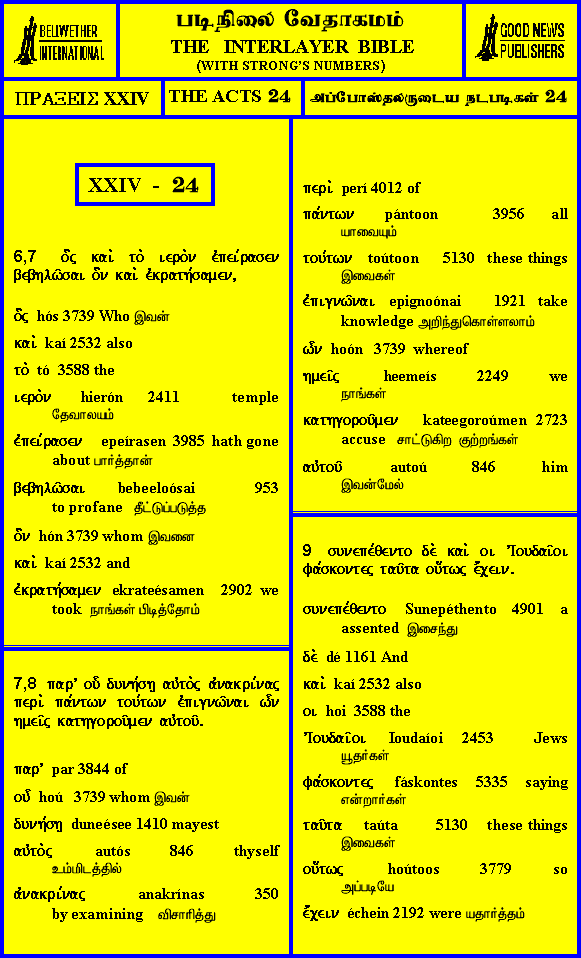 BELLWETHER
INTERNATIONAL
படிநிலை வேதாகமம்
THE INTERLAYER BIBLE
(WITH STRONG'S NUMBERS)
GOOD NEWS
PUBLISHERS
ΠΡΑΞΕΙΣ XXIV
THE ACTS 24
அப்போஸ்தலருடைய நடபடிகள் 24
XXIV - 24
6,7 ὃς καὶ τὸ ιερὸν ἐπείρασεν
βεβηλῶσαι ὃν καὶ ἐκρατήσαμεν,
ὃς hós 3739 Who இவன்
καὶ kaí 2532 also
τὸ tó 3588 the
ιερὸν hierón 2411 temple
தேவாலயம்
ἐπείρασεν epeírasen 3985 hath gone
about பார்த்தான்
βεβηλῶσαι bebeeloósai 953
to profane தீட்டுப்படுத்த
ὃν hón 3739 whom இவனை
καὶ kaí 2532 and
ἐκρατήσαμεν ekrateésamen 2902 we
took நாங்கள் பிடித்தோம்
7,8 παρ' οὗ δυνήσῃ αὐτὸς ἀνακρίνας
περὶ πάντων τούτων ἐπιγνῶναι ὧν
ημεῖς κατηγοροῦμεν αὐτοῦ.
παρ' par 3844 of
οὗ hoú 3739 whom இவன்
δυνήσῃ duneésee 1410 mayest
αὐτὸς autós 846 thyself
உம்மிடத்தில்
ἀνακρίνας anakrínas 350
by examining விசாரித்து
περὶ perí 4012 of
πάντων pántoon 3956 all
யாவையும்
τούτων toútoon 5130 these things
இவைகள்
ἐπιγνῶναι epignoónai 1921 take
knowledge அறிந்துகொள்ளலாம்
ὧν hoón 3739 whereof
ημεῖς heemeís 2249 we
நாங்கள்
κατηγοροῦμεν kateegoroúmen 2723
accuse சாட்டுகிற குற்றங்கள்
αὐτοῦ autoú 846 him
இவன்மேல்
9 συνεπέθεντο δὲ καὶ οι Ἰουδαῖοι
φάσκοντες ταῦτα οὕτως ἔχειν.
συνεπέθεντο Sunepéthento 4901 a
assented இசைந்து
δὲ dé 1161 And
καὶ kaí 2532 also
οι hoi 3588 the
Ἰουδαῖοι Ioudaíoi 2453 Jews
யூதர்கள்
φάσκοντες fáskontes 5335 saying
என்றார்கள்
ταῦτα taúta 5130 these things
இவைகள்
οὕτως hoútoos 3779 so
அப்படியே
ἔχειν échein 2192 were யதார்த்தம்